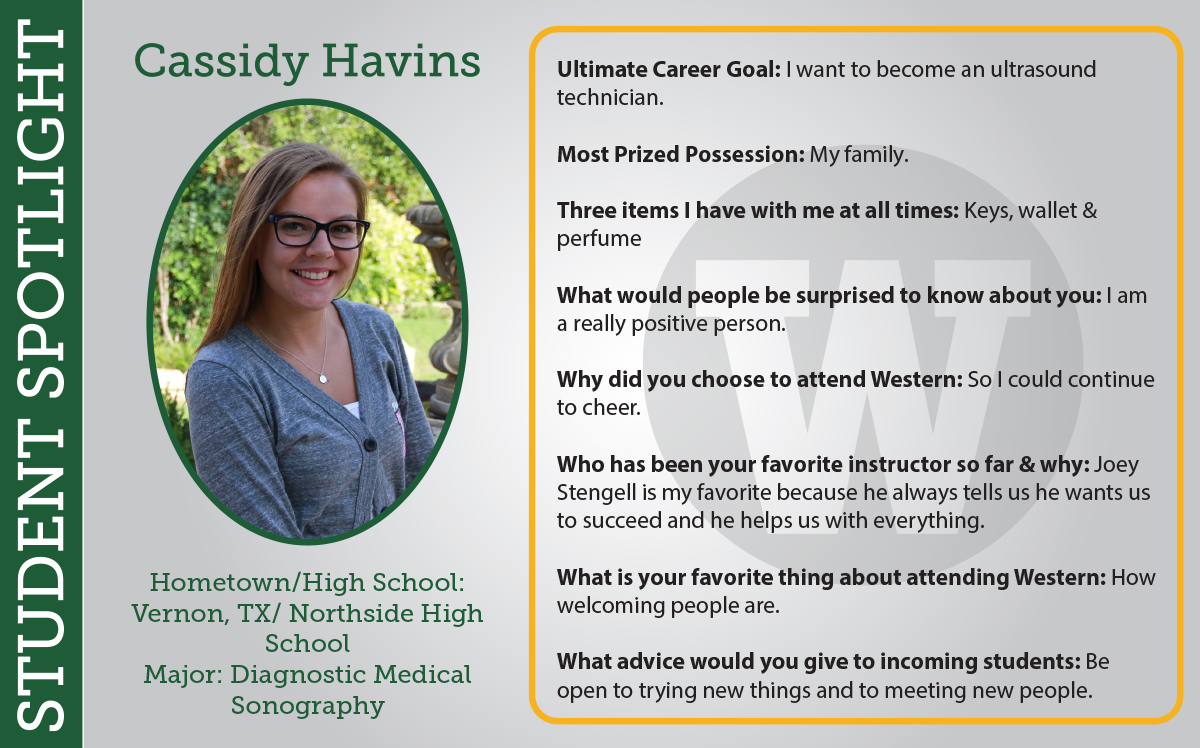 STUDENT SPOTLIGHT
Cassidy Havins
Hometown/High School:
Vernon, TX/ Northside High
School
Major: Diagnostic Medical
Sonography
Ultimate Career Goal: I want to become an ultrasound
technician.
Most Prized Possession: My family.
Three items I have with me at all times: Keys, wallet &
perfume
What would people be surprised to know about you: I am
a really positive person.
Why did you choose to attend Western: So I could continue
to cheer.
Who has been your favorite instructor so far & why: Joey
Stengell is my favorite because he always tells us he wants us
to succeed and he helps us with everything.
What is your favorite thing about attending Western: How
welcoming people are.
What advice would you give to incoming students: Be
open to trying new things and to meeting new people.
W